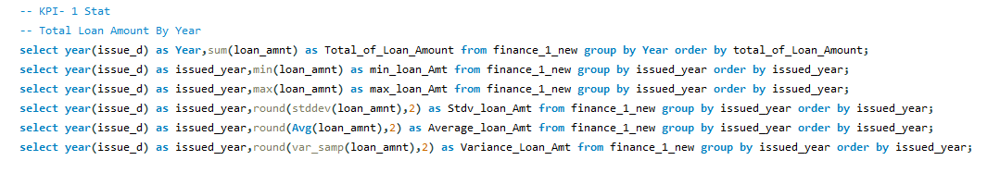 -- KPI- 1 Stat
-- Total Loan Amount By Year
select year(issue_d) as Year,sum(loan_amnt) as Total_of_Loan_Amount from finance_1_new group by Year order by total_of_Loan_Amount;
select year(issue_d) as issued_year,min(loan_amnt) as min_loan_Amt from finance_1_new group by issued_year order by issued_year;
select year(issue_d) as issued_year,max(loan_amnt) as max_loan_Amt from finance_1_new group by issued_year order by issued_year;
select year(issue_d) as issued_year,round(stddev(loan_amnt),2) as Stdv_loan_Amt from finance_1_new group by issued_year order by issued_year;
select year(issue_d) as issued_year,round(Avg(loan_amnt),2) as Average_loan_Amt from finance_1_new group by issued_year order by issued_year;
select year(issue_d) as issued_year,round(var_samp(loan_amnt),2) as Variance_Loan_Amt from finance_1_new group by issued_year order by issued_year;